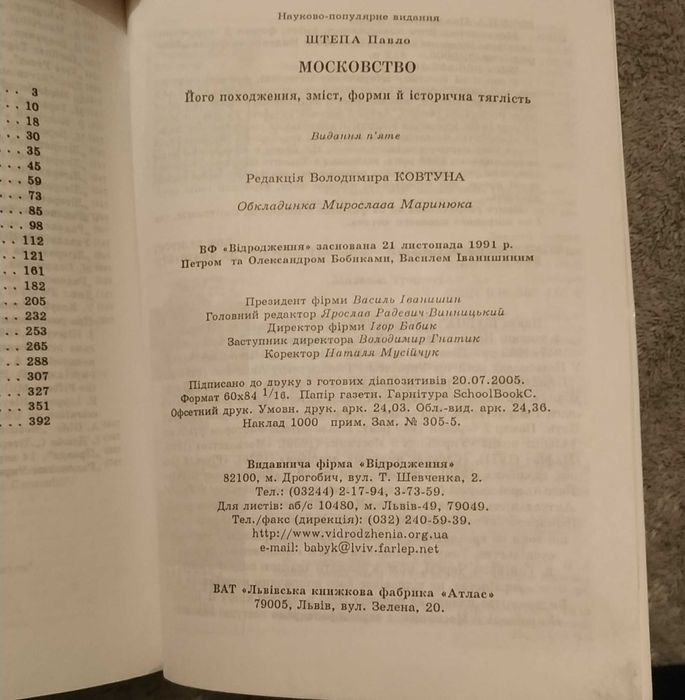 . . 3
. . 10
. . 18
. . 30
. . 35
. . 45
. . 59
. . 73
. . 85
. . 98
. . 112
. . 121
. . 161
. . 182
. . 205
. . 232
. . 253
. . 265
. . 288
. . 307
. . 327
. . 351
. . 392
Науково-популярне видання
ШТЕПА Павло
МОСКОВСТВО
Його походження, зміст, форми й історична тяглість
Видання п'яте
Редакція Володимира КОВТУНА
Обкладинка Мирослава Маринюка
ВФ «Відродження» заснована 21 листопада 1991 р.
Петром та Олександром Бобиками, Василем Іванишиним
Президент фірми Василь Іванишин
Головний редактор Ярослав Радевич-Винницький
Директор фірми Ігор Бабик
Заступник директора Володимир Гнатик
Коректор Наталя Мусійчук
Підписано до друку з готових діапозитивів 20.07.2005.
Формат 60х84 1/16. Папір газетн. Гарнітура SchoolBookC.
Офсетний друк. Умовн. друк. арк. 24,03. Обл.-вид. арк. 24,36.
Наклад 1000 прим. Зам. № 305-5.
Видавнича фірма «Відродження»
82100, м. Дрогобич, вул. Т. Шевченка, 2.
Тел.: (03244) 2-17-94, 3-73-59.
Для листів: аб/с 10480, м. Львів-49, 79049.
Тел./факс (дирекція): (032) 240-59-39.
http://www.vidrodzhenia.org.ua
e-mail: babyk@lviv.farlep.net
ВАТ «Львівська книжкова фабрика «Атлас»
79005, Львів, вул. Зелена, 20.